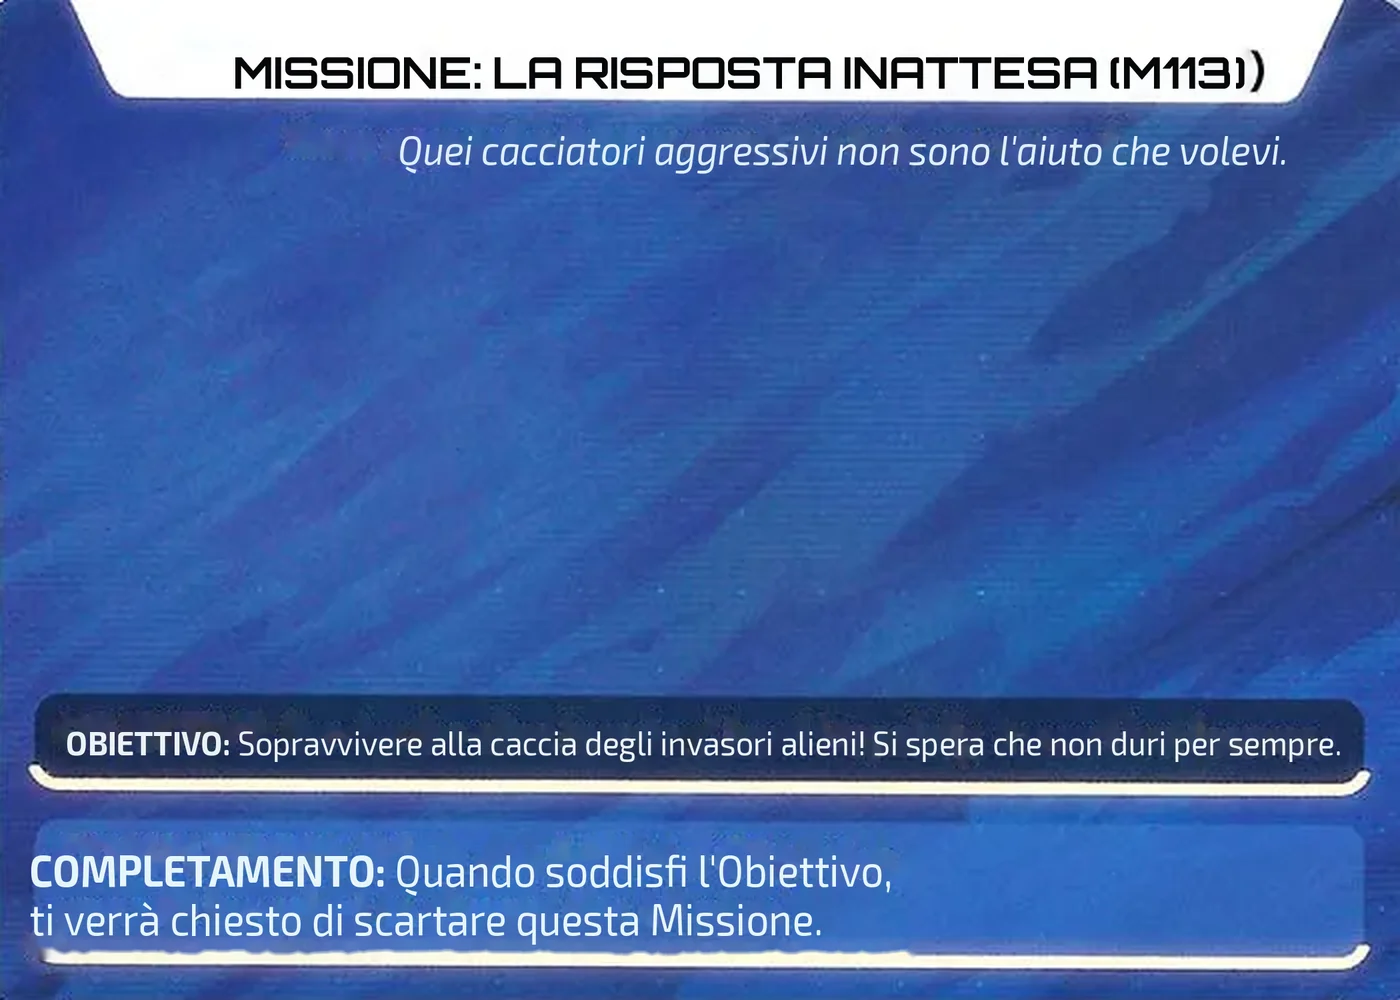 MISSIONE: LA RISPOSTA INATTESA (M113))
Quei cacciatori aggressivi non sono l'aiuto che volevi.
OBIETTIVO: Sopravvivere alla caccia degli invasori alieni! Si spera che non duri per sempre.
COMPLETAMENTO: Quando soddisfi l'Obiettivo,
ti verrà chiesto di scartare questa Missione.